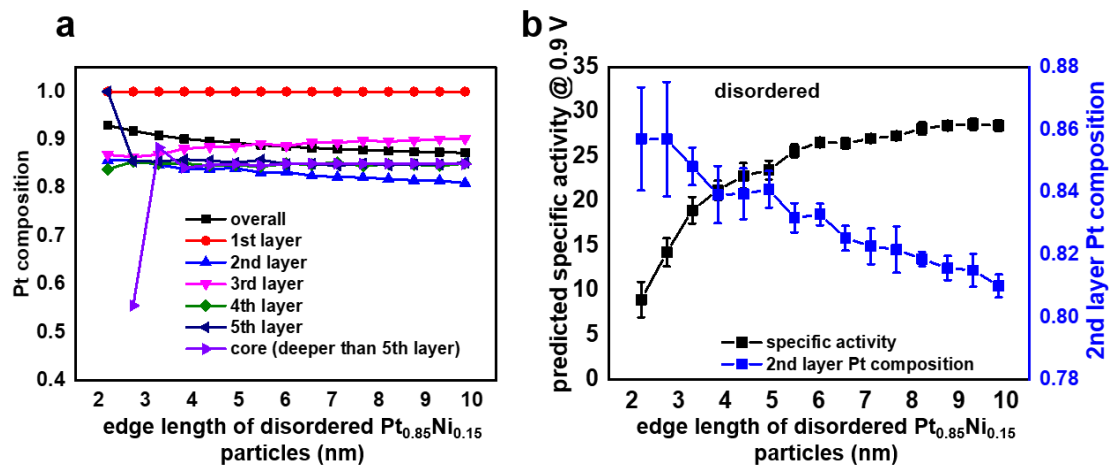 a
Pt composition
1.0
0.9
0.8
0.7
0.6
0.5
0.4
overall
1st layer
2nd layer
3rd layer
4th layer
5th layer
core (deeper than 5th layer)
2 3 4 5 6 7 8 9 10
edge length of disordered Pt0.85Ni0.15
particles (nm)
b
predicted specific activity @ 0.9 V
35
30
25
20
15
10
5
0
disordered
specific activity
2nd layer Pt composition
0.88
0.86
0.84
0.82
0.80
0.78
2nd layer Pt composition
2 3 4 5 6 7 8 9 10
edge length of disordered Pt0.85Ni0.15
particles (nm)